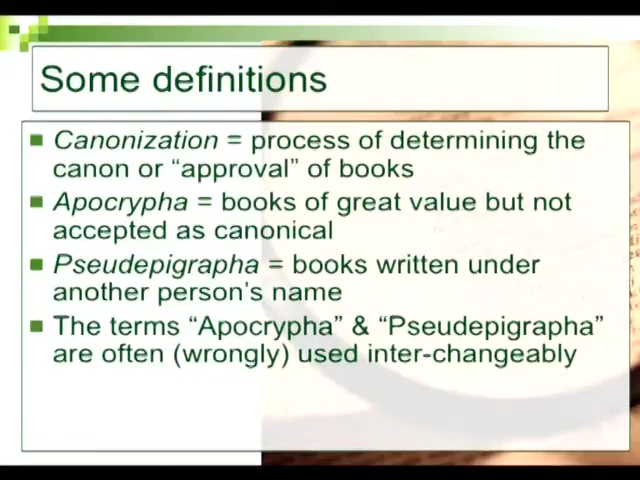 Some definitions
Canonization = process of determining the
canon or “approval” of books
Apocrypha = books of great value but not
accepted as canonical
Pseudepigrapha = books written under
another person’s name
The terms “Apocrypha” & “Pseudepigrapha”
are often (wrongly) used inter-changeably